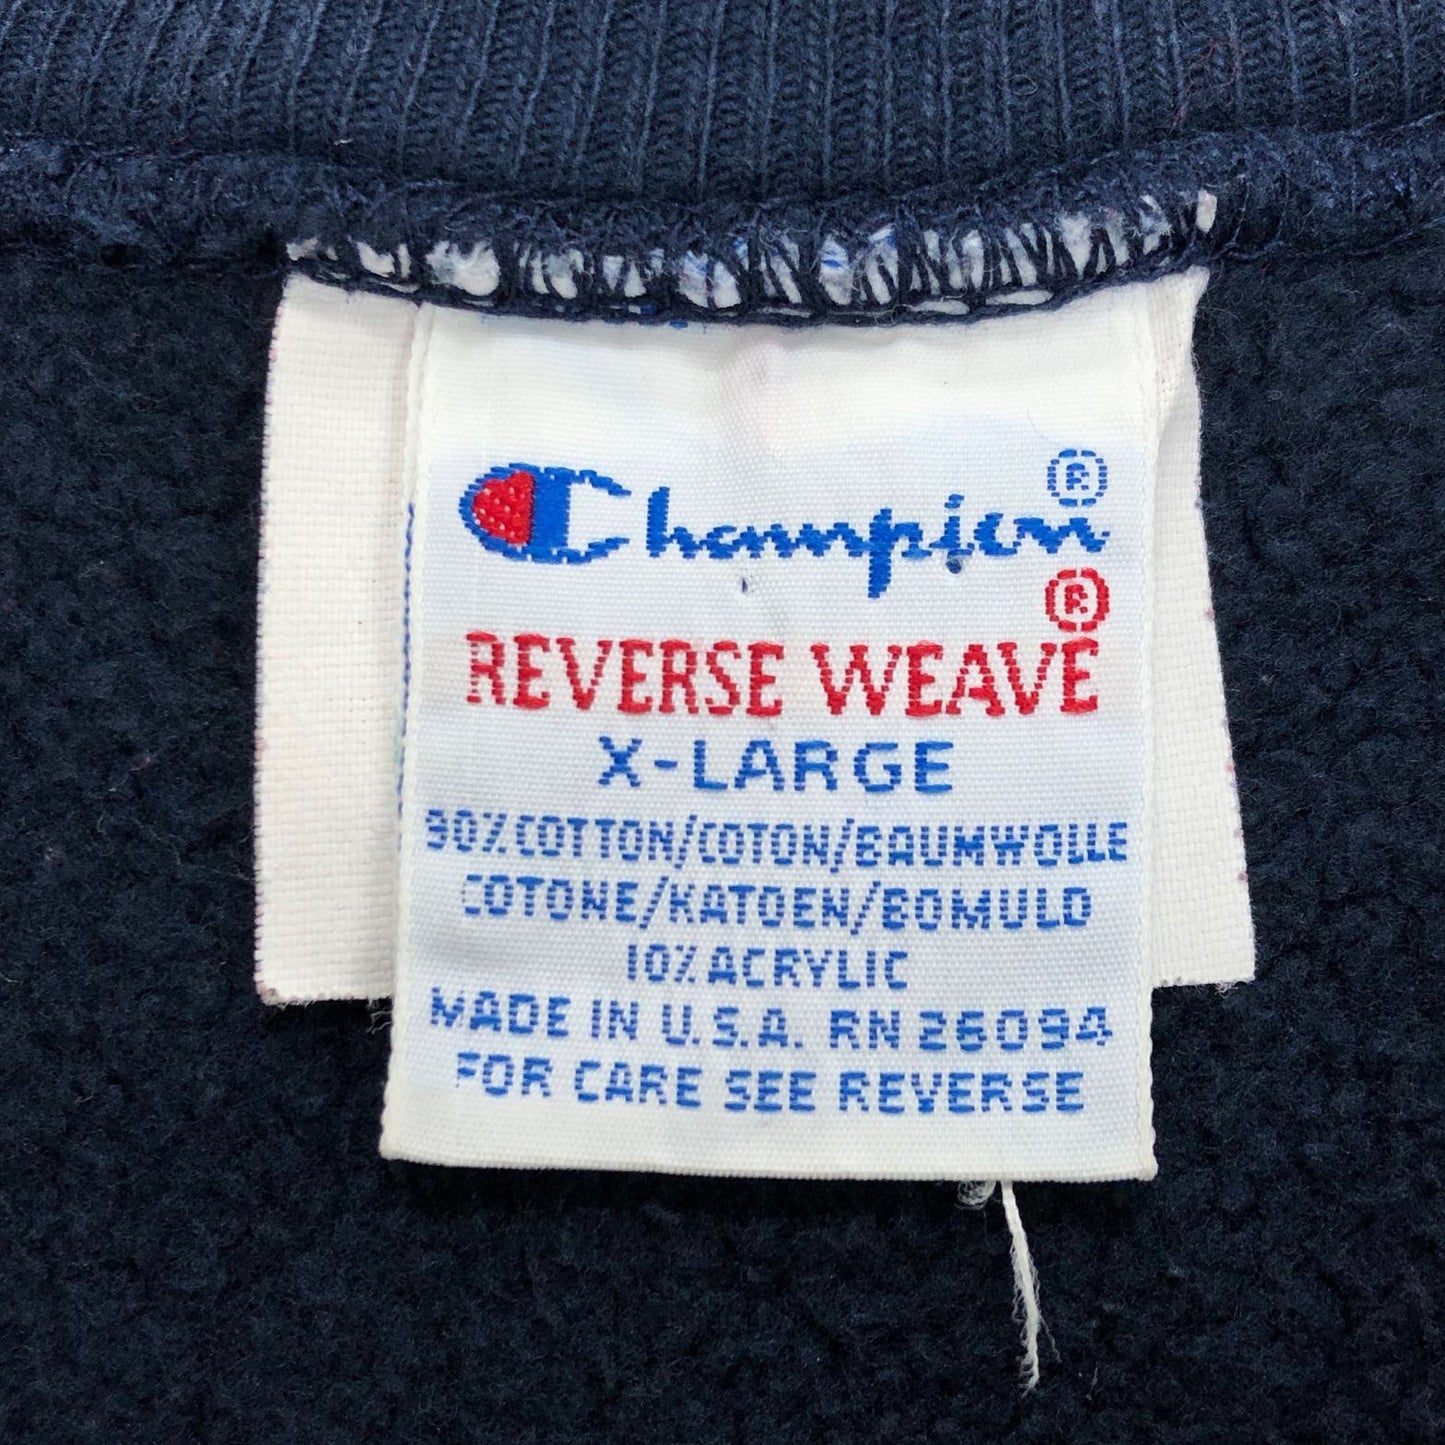 Champion®
®
REVERSE WEAVE
X-LARGE
90% COTTON/COTON/BAUMWOLLE
COTONE/KATOEN/BOMULD
10% ACRYLIC
MADE IN U.S.A. RN 26094
FOR CARE SEE REVERSE